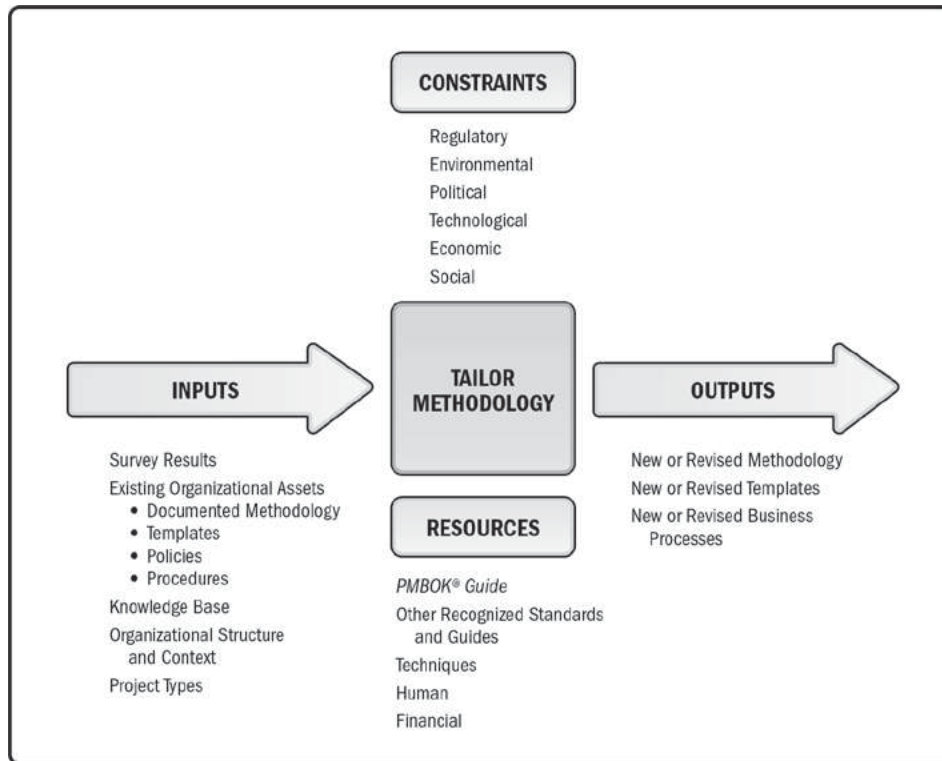 CONSTRAINTS
Regulatory
Environmental
Political
Technological
Economic
Social
INPUTS
TAILOR
METHODOLOGY
OUTPUTS
Survey Results
Existing Organizational Assets
• Documented Methodology
• Templates
• Policies
• Procedures
Knowledge Base
Organizational Structure
and Context
Project Types
RESOURCES
PMBOK® Guide
Other Recognized Standards
and Guides
Techniques
Human
Financial
New or Revised Methodology
New or Revised Templates
New or Revised Business
Processes